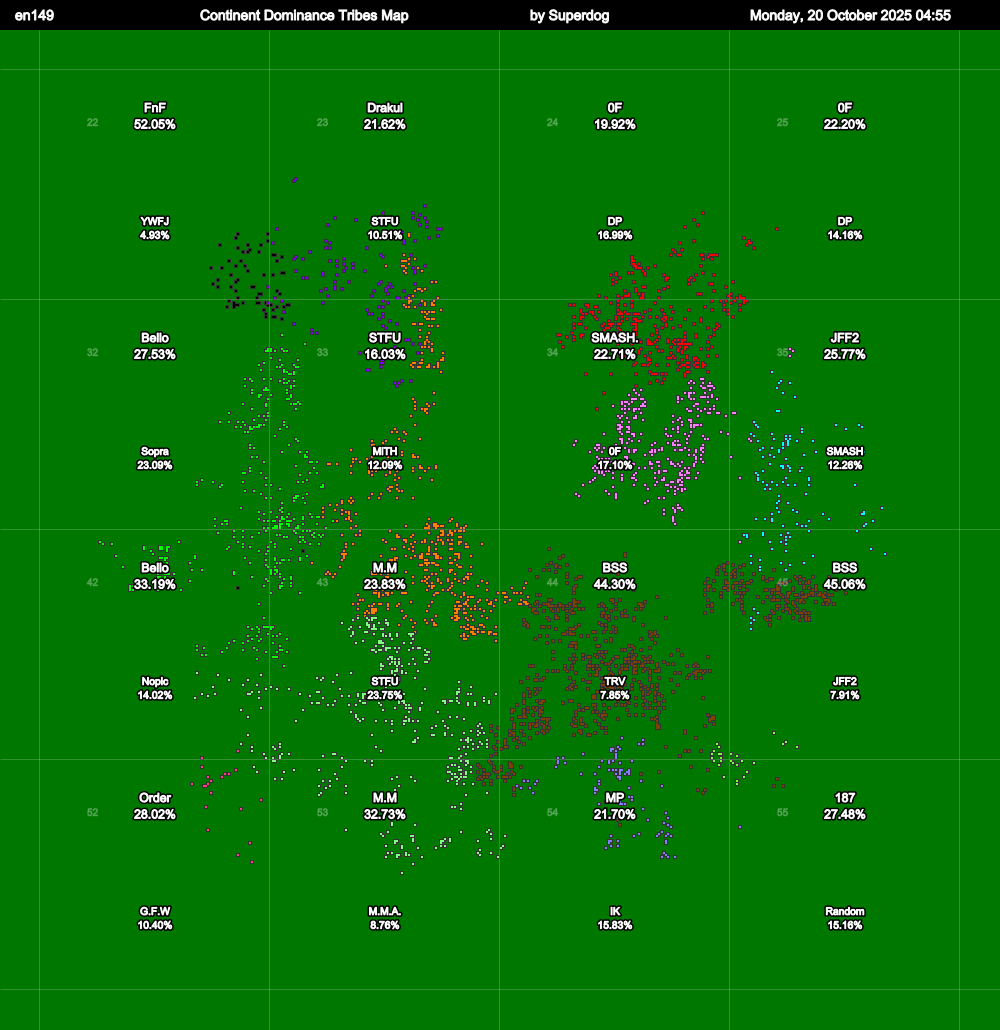 en149 Continent Dominance Tribes Map by Superdog Monday, 20 October 2025 04:55
FnF Drakul 0F 0F
22 52.05% 23 21.62% 24 19.92% 25 22.20%
YWFJ STFU DP DP
4.93% 10.51% 16.99% 14.16%
Bello STFU SMASH. JFF2
32 27.53% 33 16.03% 34 22.71% 35 25.77%
Sopra MITH 0F SMASH
23.09% 12.09% 17.10% 12.26%
Bello M.M BSS BSS
42 33.19% 43 23.83% 44 44.30% 45 45.06%
Nopic STFU TRV JFF2
14.02% 23.75% 7.85% 7.91%
Order M.M MP 187
52 28.02% 53 32.73% 54 21.70% 55 27.48%
G.F.W M.M.A. IK Random
10.40% 8.76% 15.83% 15.16%